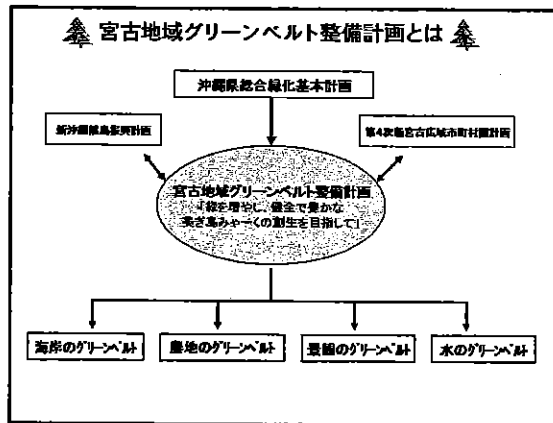 宮古地域グリーンベルト整備計画とは
沖縄県総合緑化基本計画
新沖縄離島振興計画
第4次宮古広域市町村圏計画
宮古地域グリーンベルト整備計画
「緑を増やし、健全で豊かな
美ぎ島みゃーくの創生を目指して」
海岸のグリーンベルト
農地のグリーンベルト
景観のグリーンベルト
水のグリーンベルト